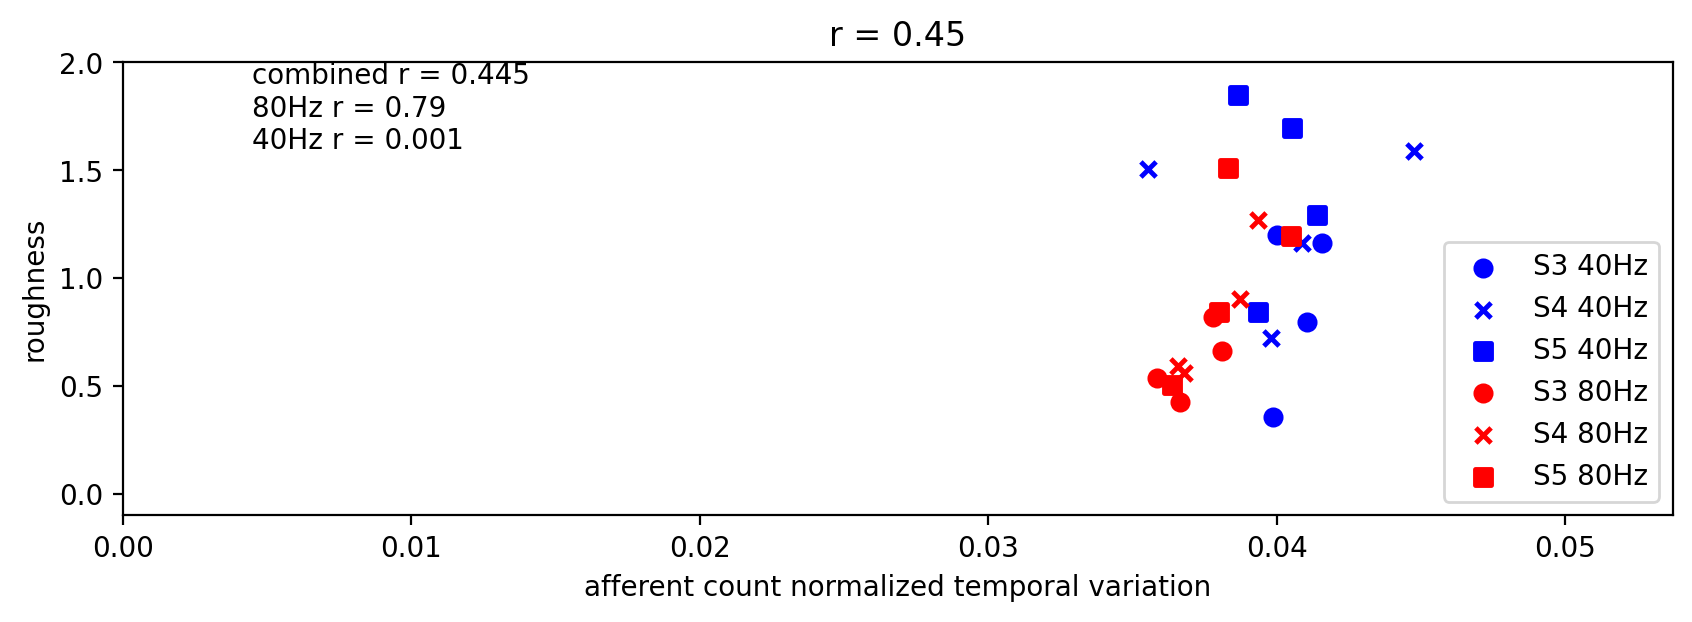 r = 0.45
combined r = 0.445
80Hz r = 0.79
40Hz r = 0.001
2.0
1.5
1.0
0.5
0.0
roughness
S3 40Hz
S4 40Hz
S5 40Hz
S3 80Hz
S4 80Hz
S5 80Hz
0.00 0.01 0.02 0.03 0.04 0.05
afferent count normalized temporal variation